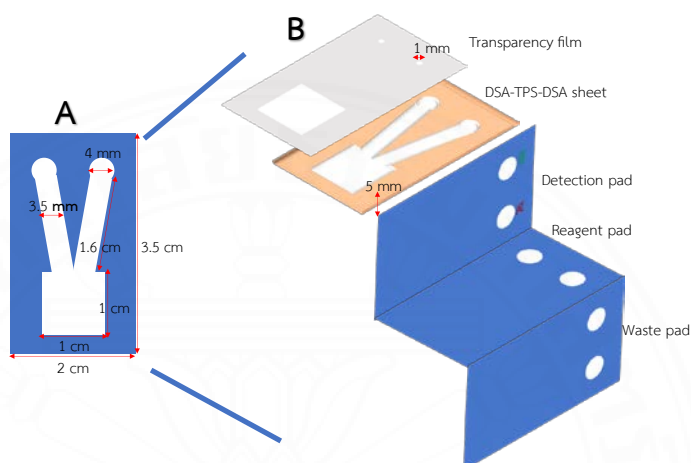 A
4 mm
3.5 mm
1.6 cm
3.5 cm
1 cm
1 cm
2 cm
B
1 mm
Transparency film
DSA-TPS-DSA sheet
5 mm
Detection pad
Reagent pad
Waste pad